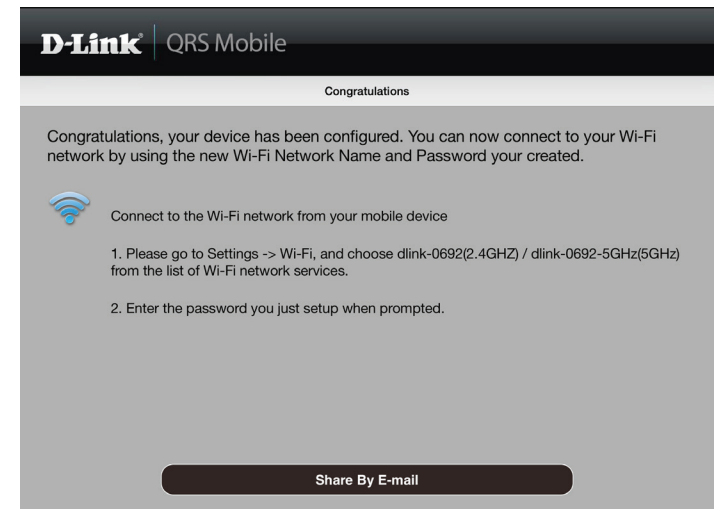 D-Link QRS Mobile
Congratulations
Congratulations, your device has been configured. You can now connect to your Wi-Fi
network by using the new Wi-Fi Network Name and Password your created.
Connect to the Wi-Fi network from your mobile device
1. Please go to Settings -> Wi-Fi, and choose dlink-0692(2.4GHZ) / dlink-0692-5GHz(5GHz)
from the list of Wi-Fi network services.
2. Enter the password you just setup when prompted.
Share By E-mail